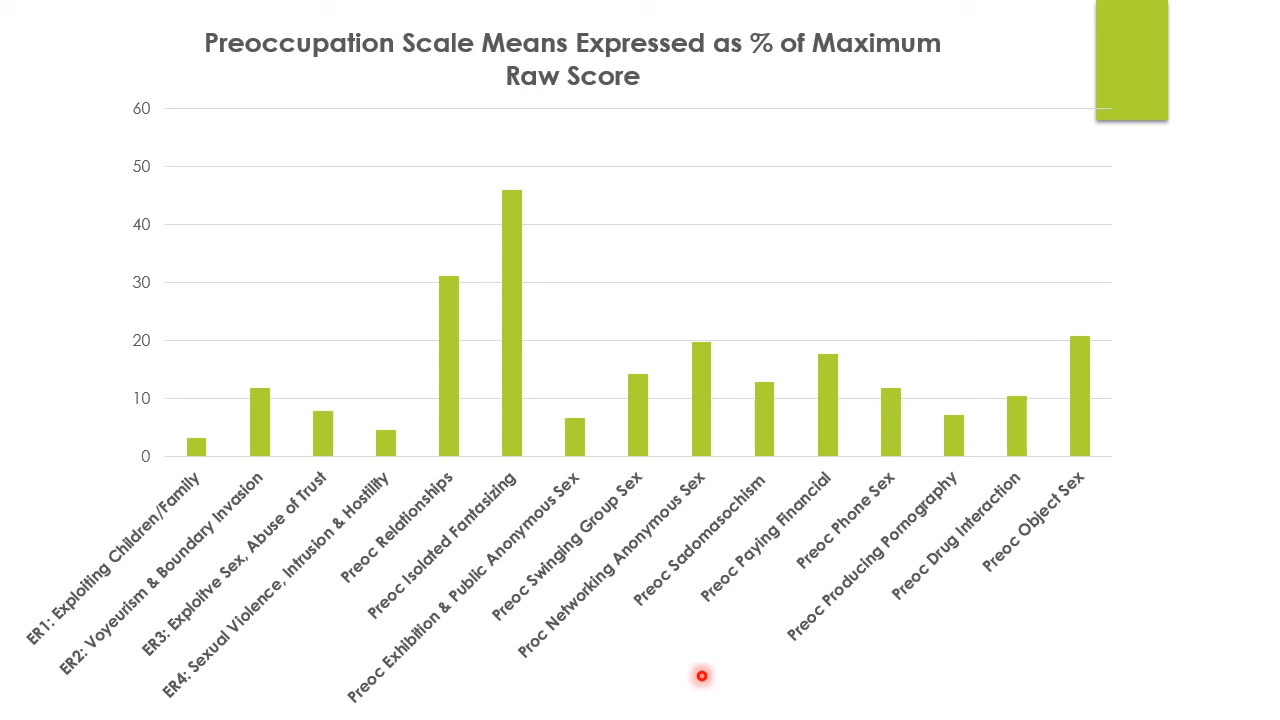 Preoccupation Scale Means Expressed as % of Maximum
Raw Score
60
50
40
30
20
10
0
ER1: Exploiting Children/Family
ER2: Voyeurism & Boundary Invasion
ER3: Exploitve Sex, Abuse of Trust
ER4: Sexual Violence, Intrusion & Hostility
Preoc Relationships
Preoc Isolated Fantasizing
Preoc Exhibition & Public Anonymous Sex
Preoc Swinging Group Sex
Proc Networking Anonymous Sex
Preoc Sadomasochism
Preoc Paying Financial
Preoc Phone Sex
Preoc Producing Pornography
Preoc Drug Interaction
Preoc Object Sex